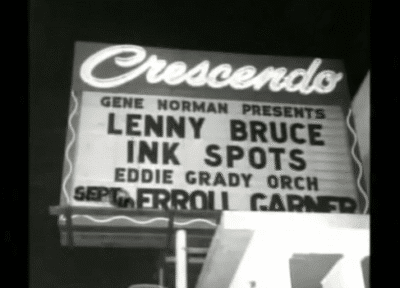 Crescendo
GENE NORMAN PRESENTS
LENNY BRUCE
INK SPOTS
EDDIE GRADY ORCH
SEPT ERROLL GARNER